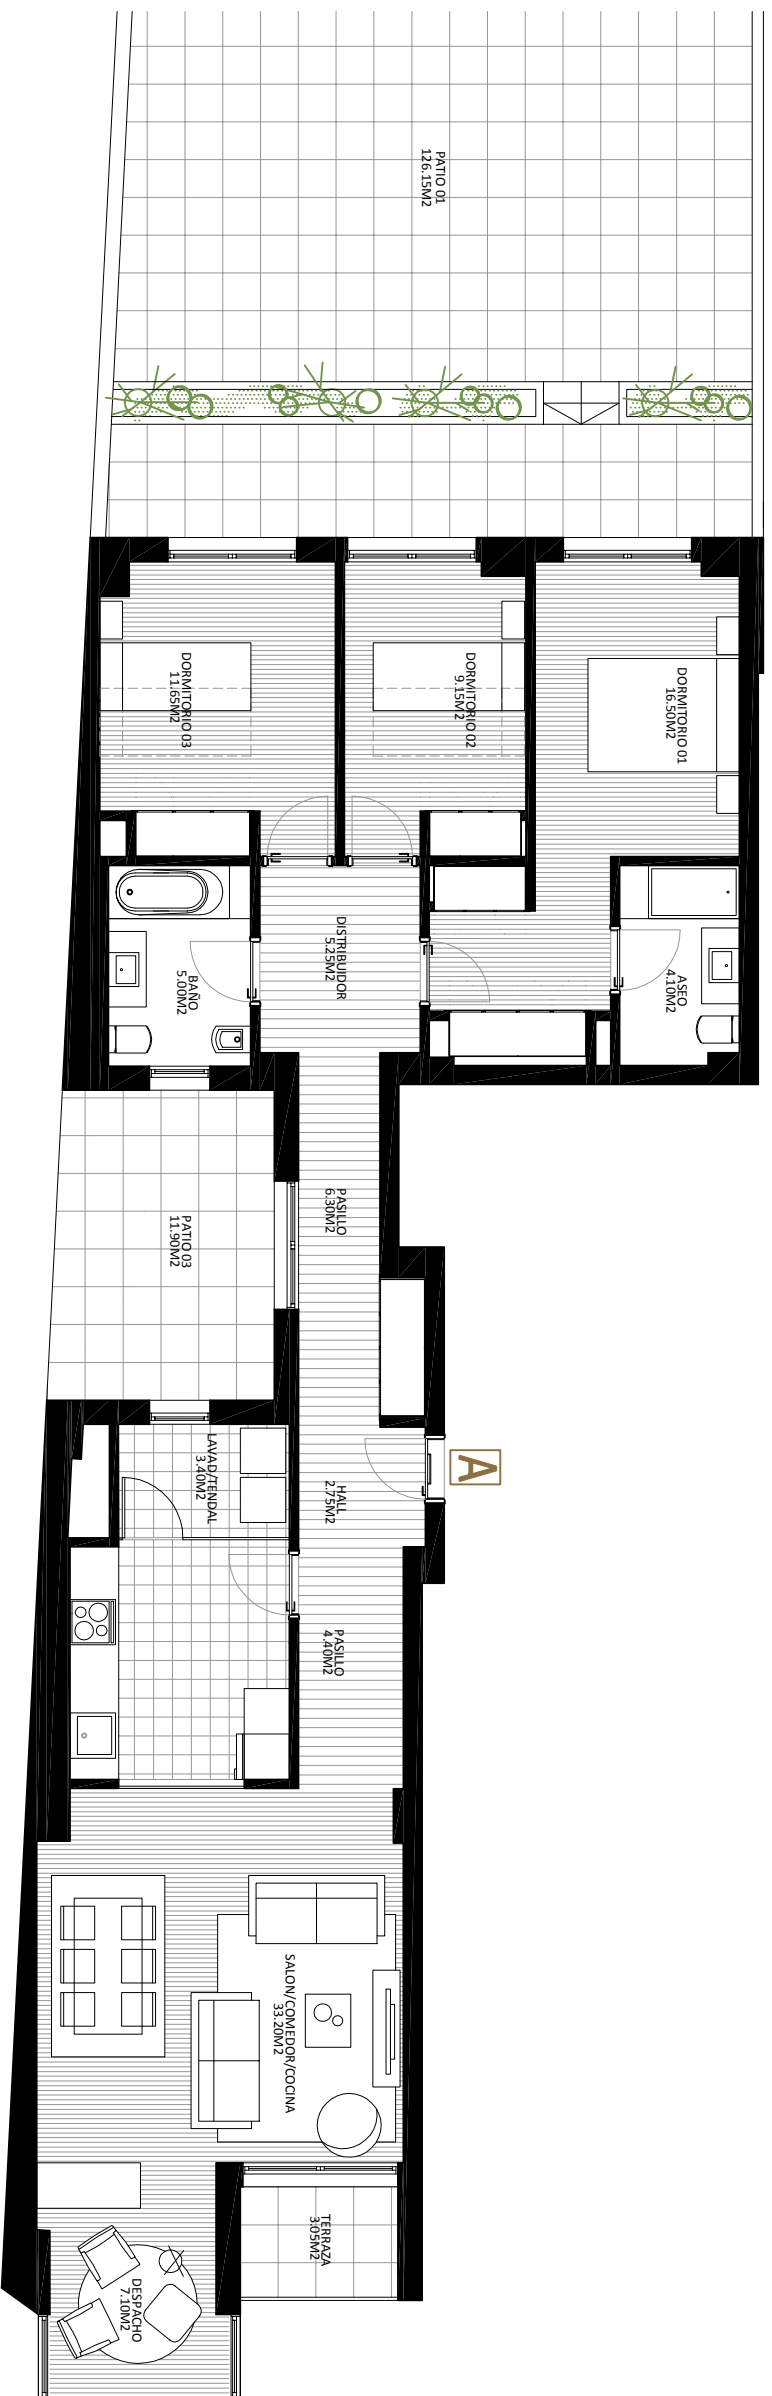 PATIO 01
126.15M2
DORMITORIO 01
16.50M2
DORMITORIO 02
9.15M2
DORMITORIO 03
11.65M2
DISTRIBUIDOR
5.25M2
ASEO
4.10M2
BAÑO
5.00M2
PASILLO
6.30M2
PATIO 03
11.90M2
A
HALL
2.75M2
LAVAD/TENDAL
3.40M2
PASILLO
4.40M2
SALON/COMEDOR/COCINA
33.20M2
TERRAZA
3.05M2
DESPACHO
7.10M2